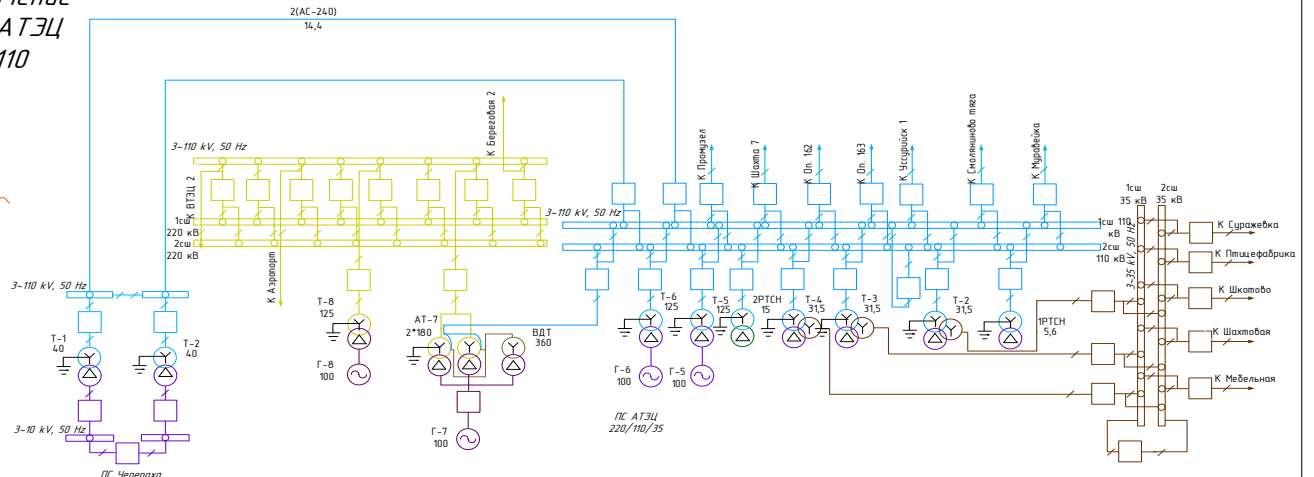 АТЭЦ
110
2(АС-240)
14,4
3~110 kV, 50 Hz
К ВТЭЦ 2
К Аэропорт
К Береговая 2
1сш
220 кВ
2сш
220 кВ
3~110 kV, 50 Hz
Т-1
40
Т-2
40
3~10 kV, 50 Hz
ПС Черепаха
Т-8
125
Г-8
100
АТ-7
2*180
ВДТ
360
Г-7
100
3~110 kV, 50 Hz
К Промузел
К Шахта 7
К Оп. 162
К Оп. 163
К Уссурийск 1
К Смоляниново тяга
К Муравейка
1сш 110
кВ
2сш
110 кВ
Т-6
125
Т-5
125
2РТСН
15
Т-4
31,5
Т-3
31,5
Т-2
31,5
1РТСН
5,6
Г-6
100
Г-5
100
ПС АТЭЦ
220/110/35
1сш
35 кВ
2сш
35 кВ
3~35 kV, 50 Hz
К Суражевка
К Птицефабрика
К Шкотово
К Шахтовая
К Мебельная